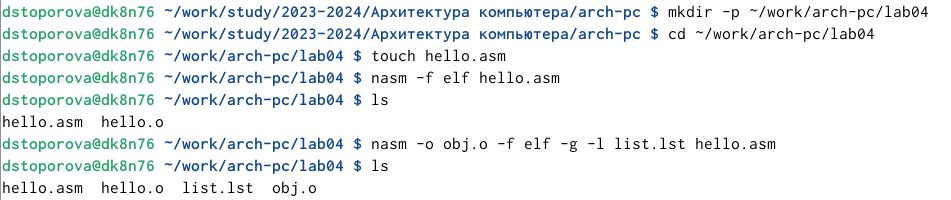 dstoporova@dk8n76 ~/work/study/2023-2024/Архитектура компьютера/arch-pc $ mkdir -p ~/work/arch-pc/lab04
dstoporova@dk8n76 ~/work/study/2023-2024/Архитектура компьютера/arch-pc $ cd ~/work/arch-pc/lab04
dstoporova@dk8n76 ~/work/arch-pc/lab04 $ touch hello.asm
dstoporova@dk8n76 ~/work/arch-pc/lab04 $ nasm -f elf hello.asm
dstoporova@dk8n76 ~/work/arch-pc/lab04 $ ls
hello.asm  hello.o
dstoporova@dk8n76 ~/work/arch-pc/lab04 $ nasm -o obj.o -f elf -g -l list.lst hello.asm
dstoporova@dk8n76 ~/work/arch-pc/lab04 $ ls
hello.asm  hello.o  list.lst  obj.o